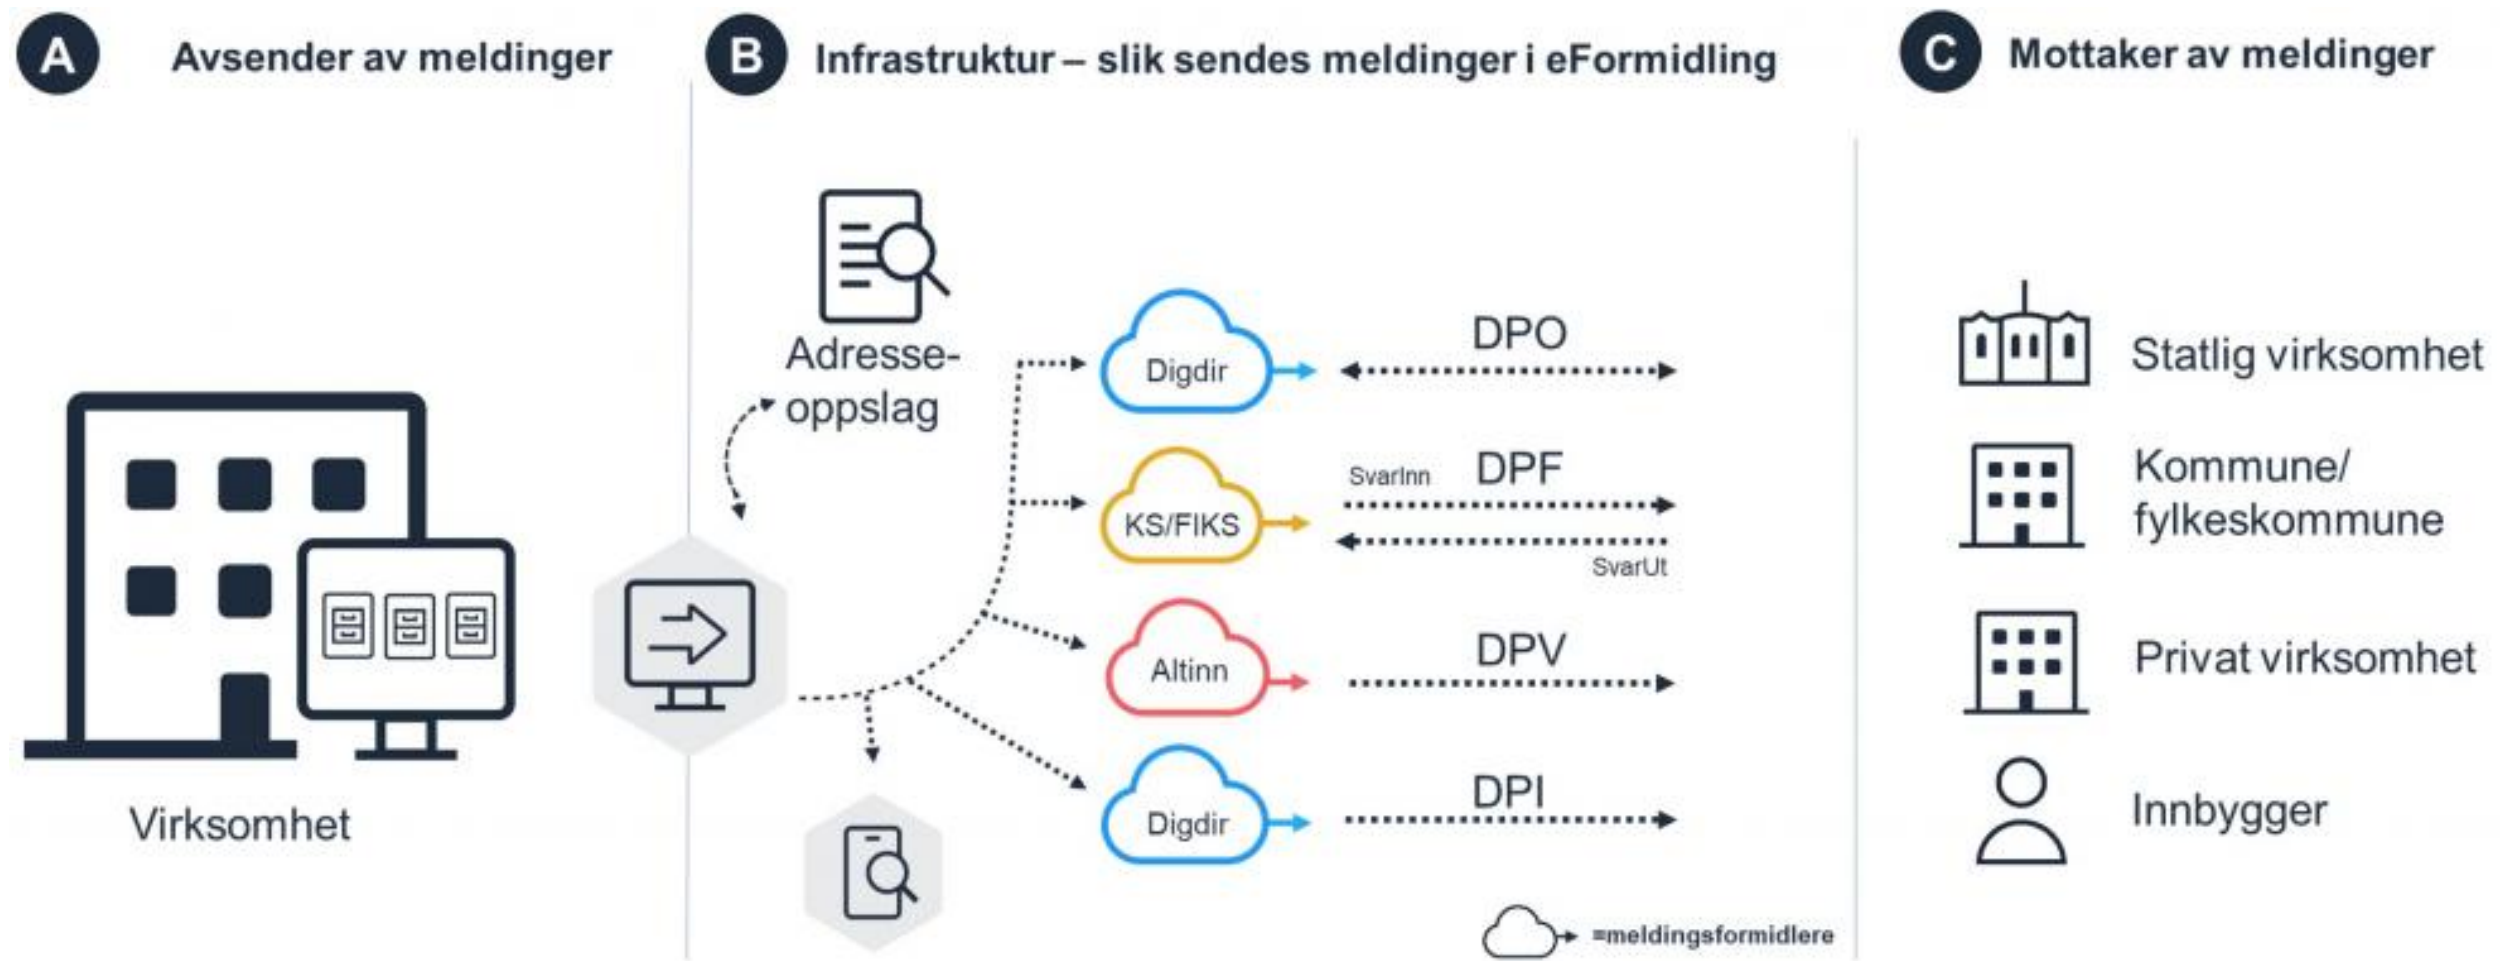 A
Avsender av meldinger
Virksomhet
B
Infrastruktur – slik sendes meldinger i eFormidling
Adresse-
oppslag
Digdir
DPO
KS/FIKS
SvarInn
DPF
SvarUt
Altinn
DPV
Digdir
DPI
=meldingsformidlere
C
Mottaker av meldinger
Statlig virksomhet
Kommune/
fylkeskommune
Privat virksomhet
Innbygger